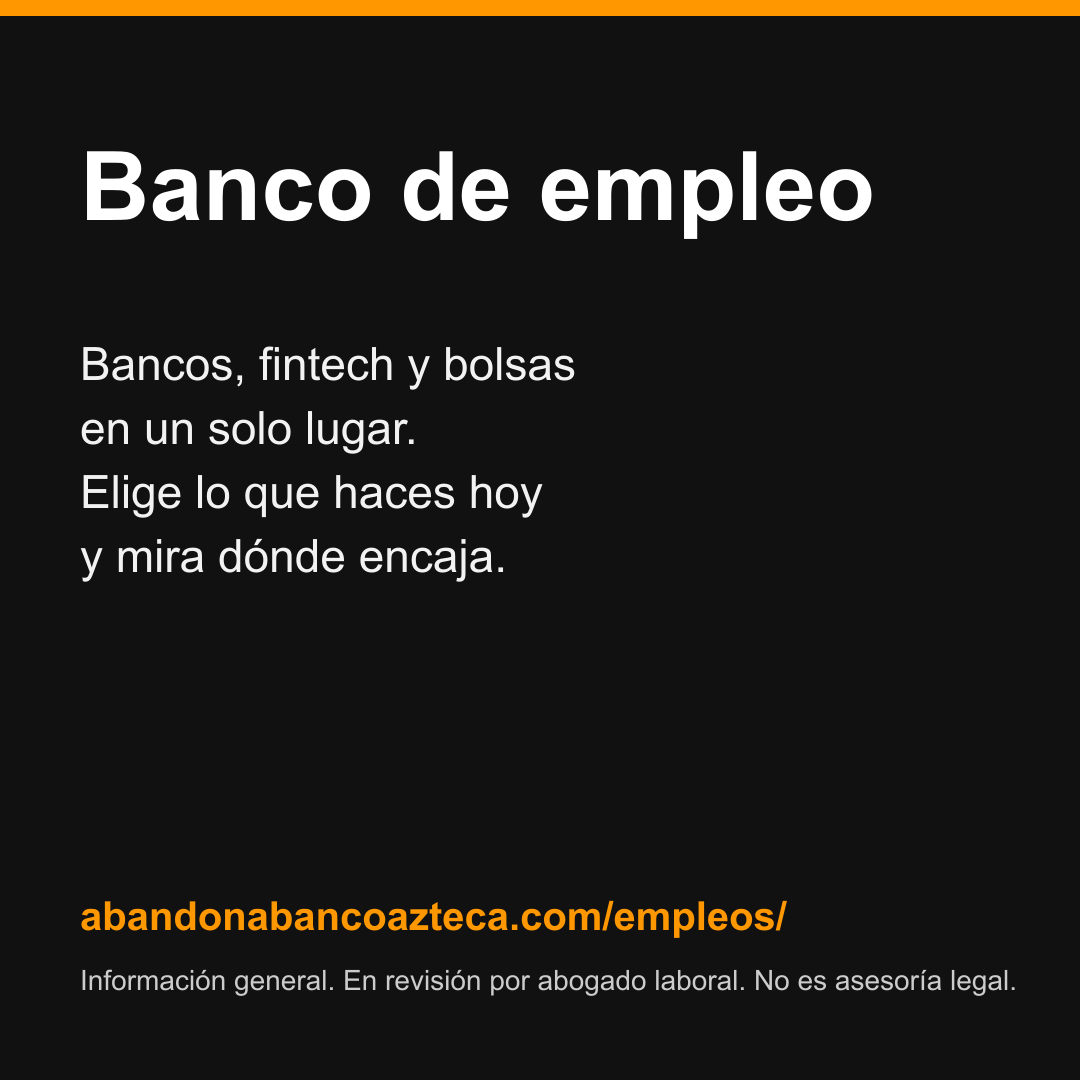 Banco de empleo
Bancos, fintech y bolsas
en un solo lugar.
Elige lo que haces hoy
y mira dónde encaja.
abandonabancoazteca.com/empleos/
Información general. En revisión por abogado laboral. No es asesoría legal.